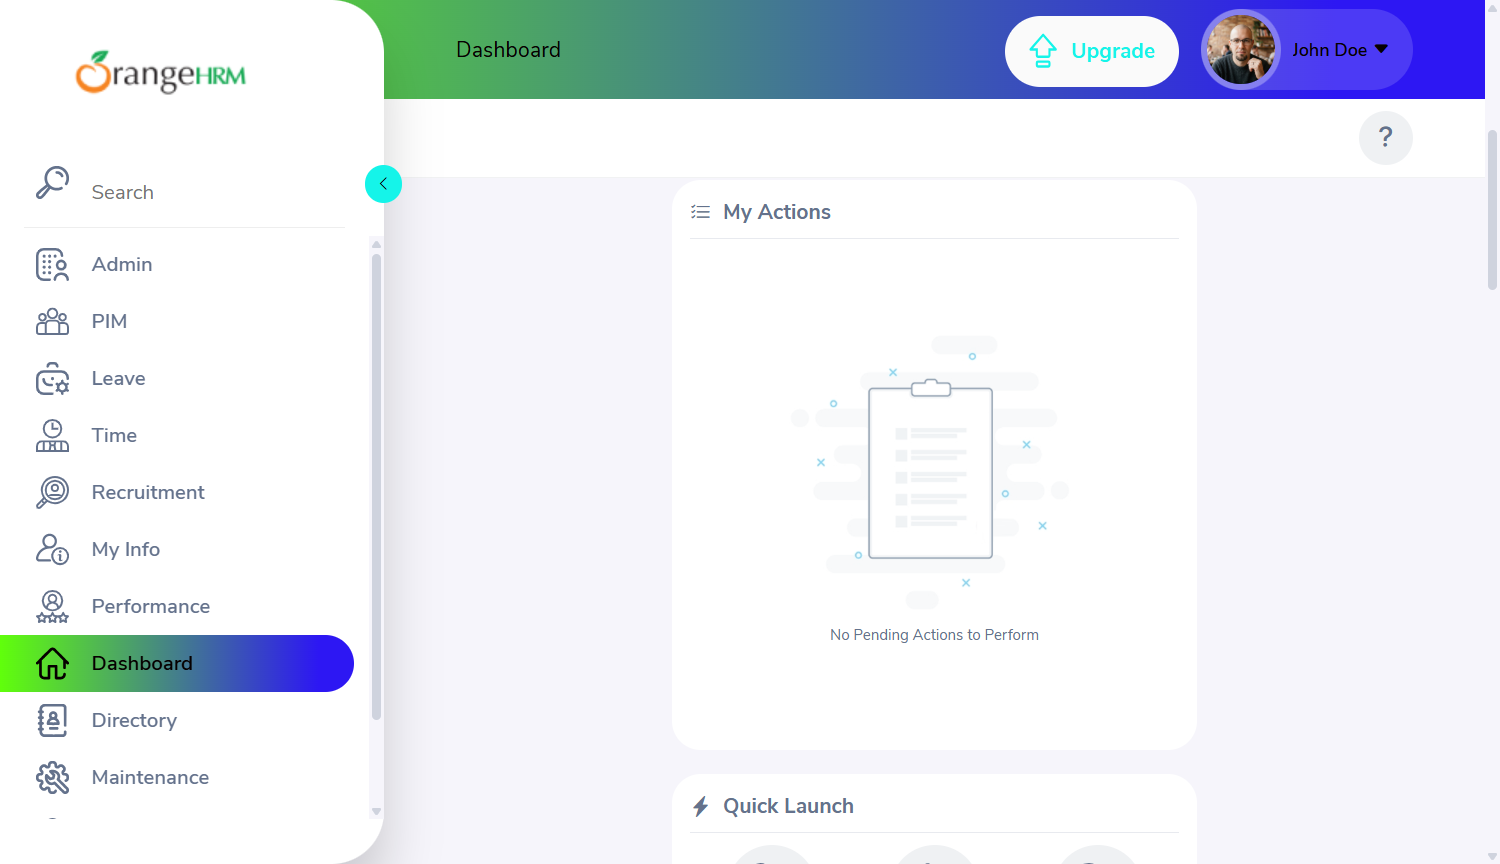 OrangeHRM
Dashboard
Upgrade
John Doe
?
Search
Admin
PIM
Leave
Time
Recruitment
My Info
Performance
Dashboard
Directory
Maintenance
My Actions
No Pending Actions to Perform
Quick Launch